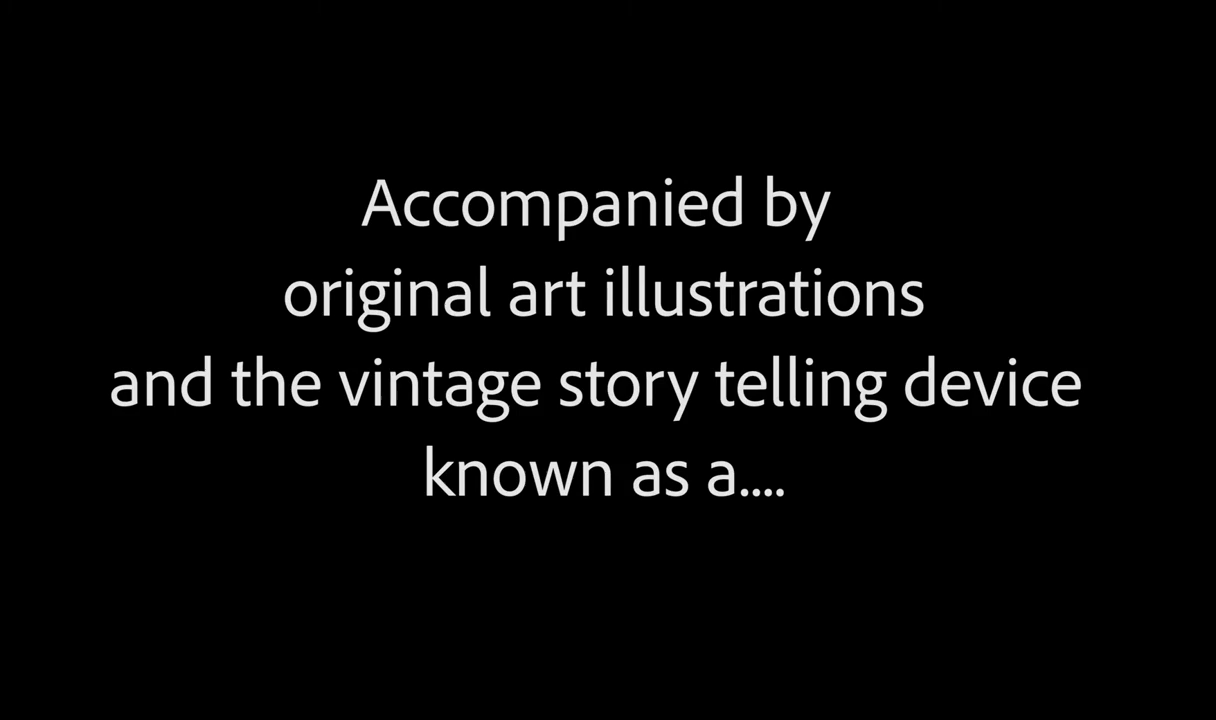 Accompanied by
original art illustrations
and the vintage story telling device
known as a....